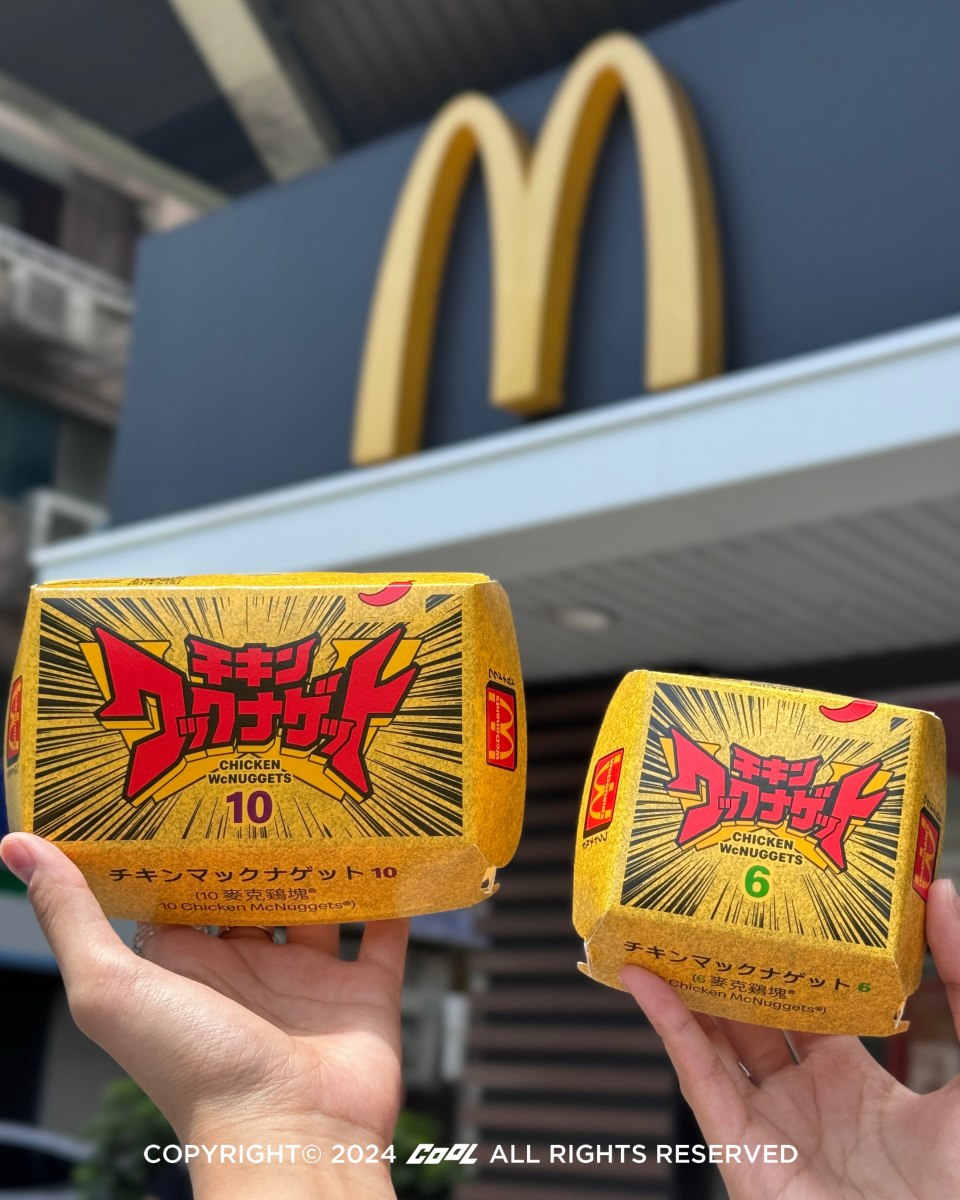 チキン
ワックナゲット
CHICKEN
WcNUGGETS
10
チキンマックナゲット 10
(10 麥克鷄塊®
10 Chicken McNuggets®)
チキン
ワックナゲット
CHICKEN
WcNUGGETS
6
チキンマックナゲット 6
(6 麥克鷄塊®
Chicken McNuggets®)
COPYRIGHT© 2024 COOL ALL RIGHTS RESERVED